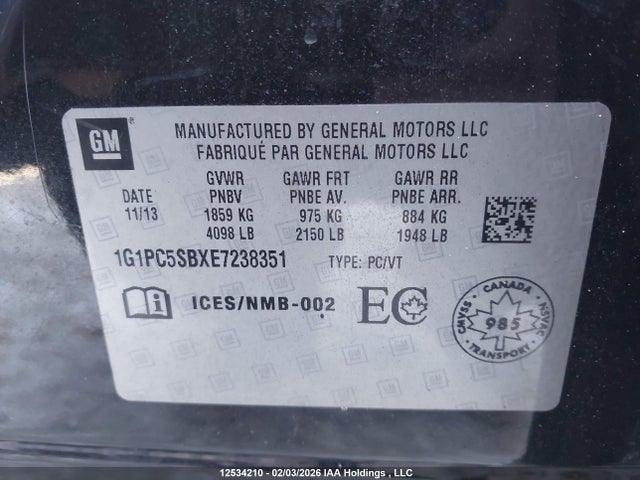 GM
MANUFACTURED BY GENERAL MOTORS LLC
FABRIQUÉ PAR GENERAL MOTORS LLC
GVWR GAWR FRT GAWR RR
DATE PNBV PNBE AV. PNBE ARR.
11/13 1859 KG 975 KG 884 KG
4098 LB 2150 LB 1948 LB
1G1PC5SBXE7238351 TYPE: PC/VT
ICES/NMB-002 EC
CANADA
CMVSS 985 NSVAC
TRANSPORT
12534210 - 02/03/2026 IAA Holdings , LLC